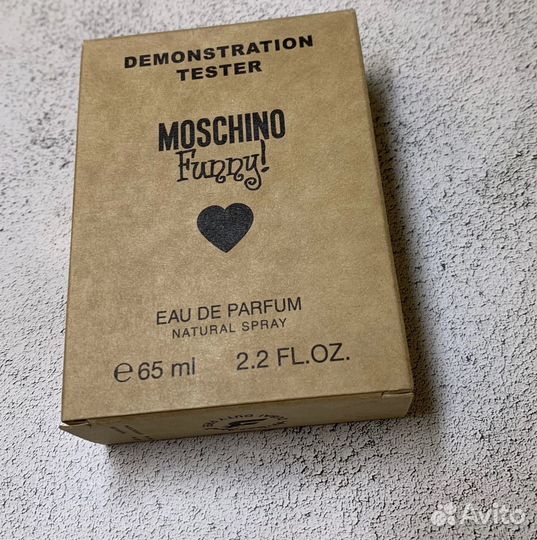 DEMONSTRATION
TESTER
MOSCHINO
Funny!
EAU DE PARFUM
NATURAL SPRAY
e 65 ml 2.2 FL.OZ.
Avito